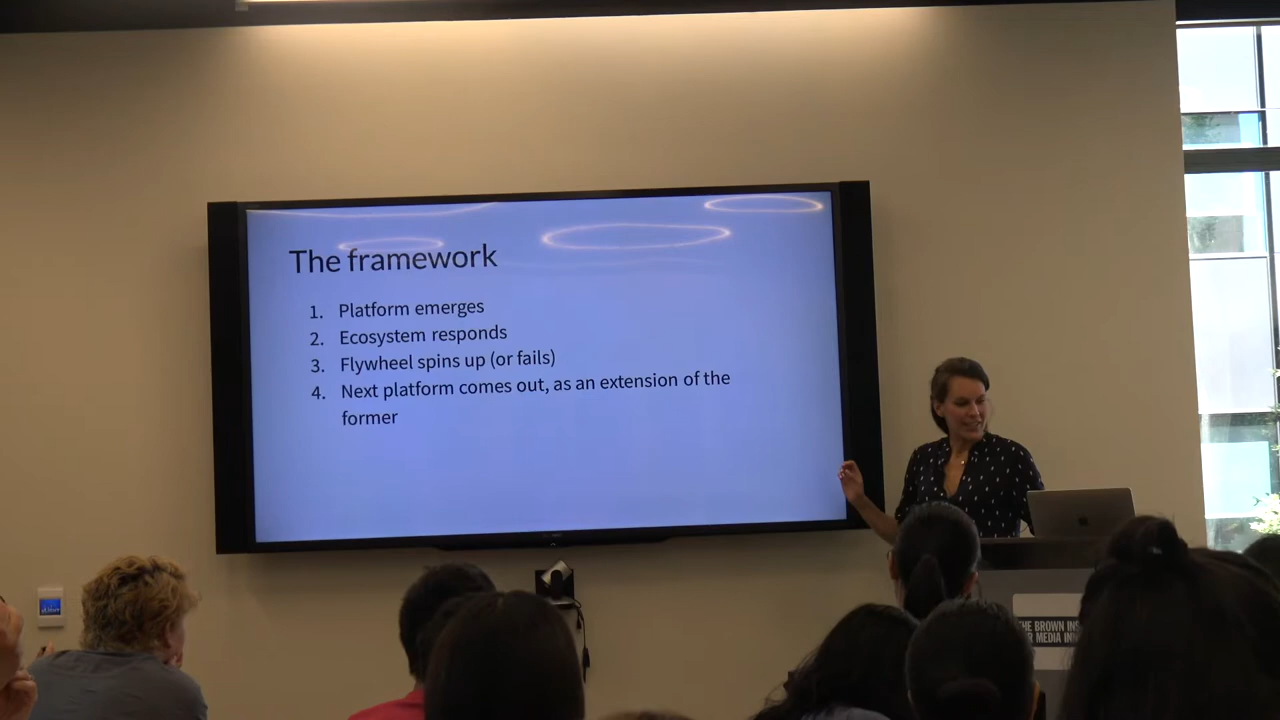 The framework
1. Platform emerges
2. Ecosystem responds
3. Flywheel spins up (or fails)
4. Next platform comes out, as an extension of the
former
THE BROWN INS
R MEDIA INN